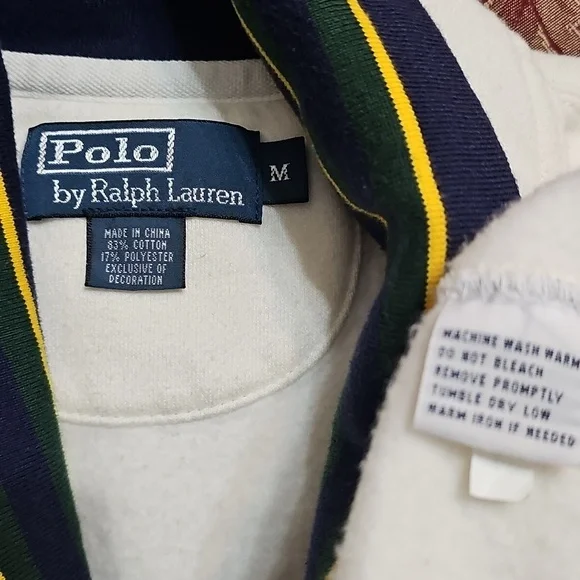 Polo
by Ralph Lauren
M
MADE IN CHINA
83% COTTON
17% POLYESTER
EXCLUSIVE OF
DECORATION
MACHINE WASH WARM
DO NOT BLEACH
REMOVE PROMPTLY
TUMBLE DRY LOW
WARM IRON IF NEEDED